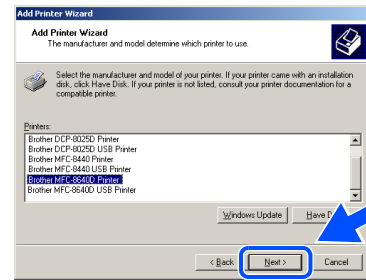 Add Printer Wizard
Add Printer Wizard
The manufacturer and model determine which printer to use.
Select the manufacturer and model of your printer. If your printer came with an installation
disk, click Have Disk. If your printer is not listed, consult your printer documentation for a
compatible printer.
Printers:
Brother DCP-8025D Printer
Brother DCP-8025D USB Printer
Brother MFC-8440 Printer
Brother MFC-8440 USB Printer
Brother MFC-8640D Printer
Brother MFC-8640D USB Printer
Windows Update Have D
< Back Next > Cancel